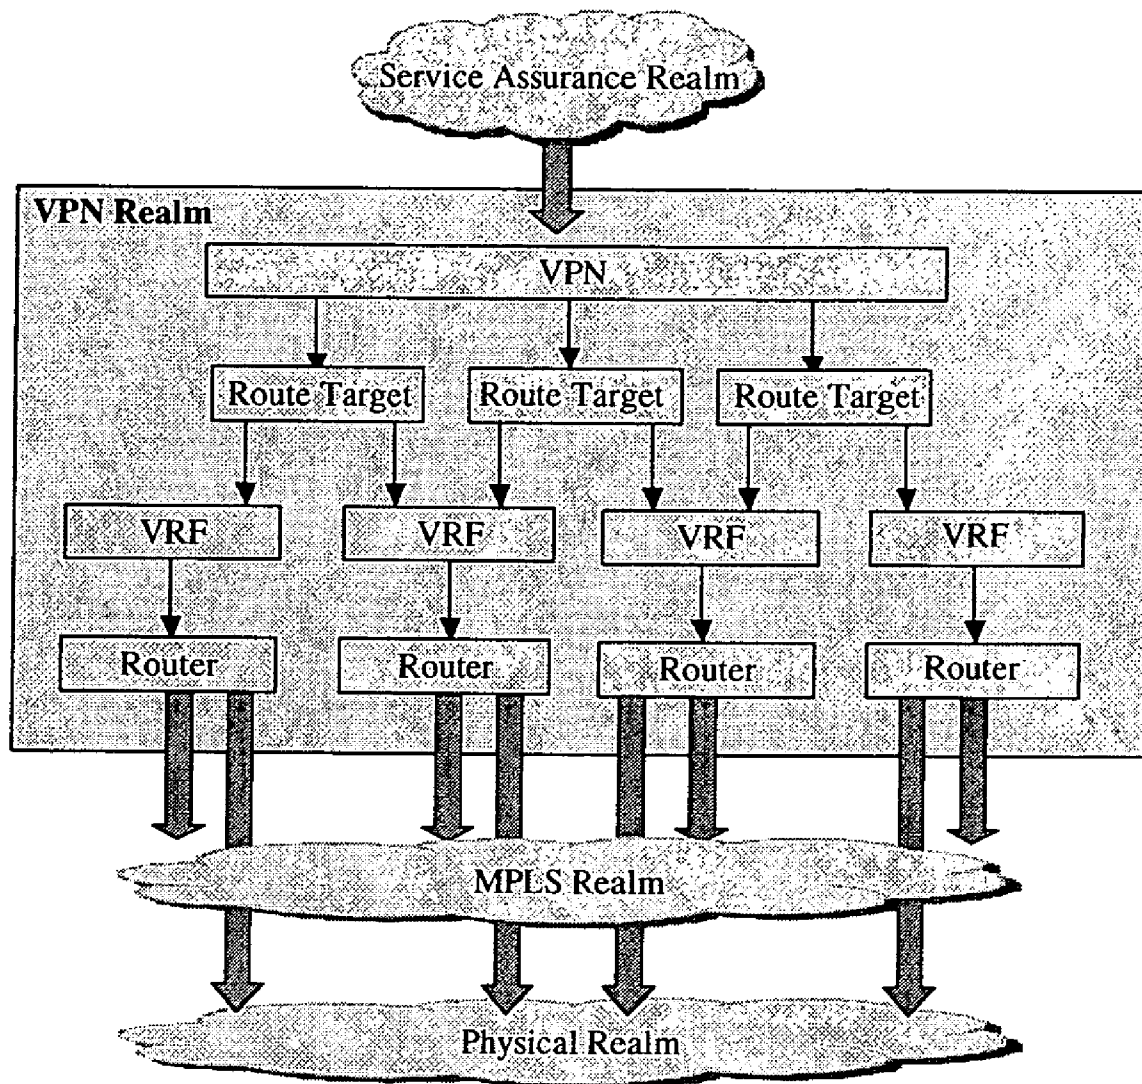 Service Assurance Realm
VPN Realm
VPN
Route Target
Route Target
Route Target
VRF
VRF
VRF
VRF
Router
Router
Router
Router
MPLS Realm
Physical Realm